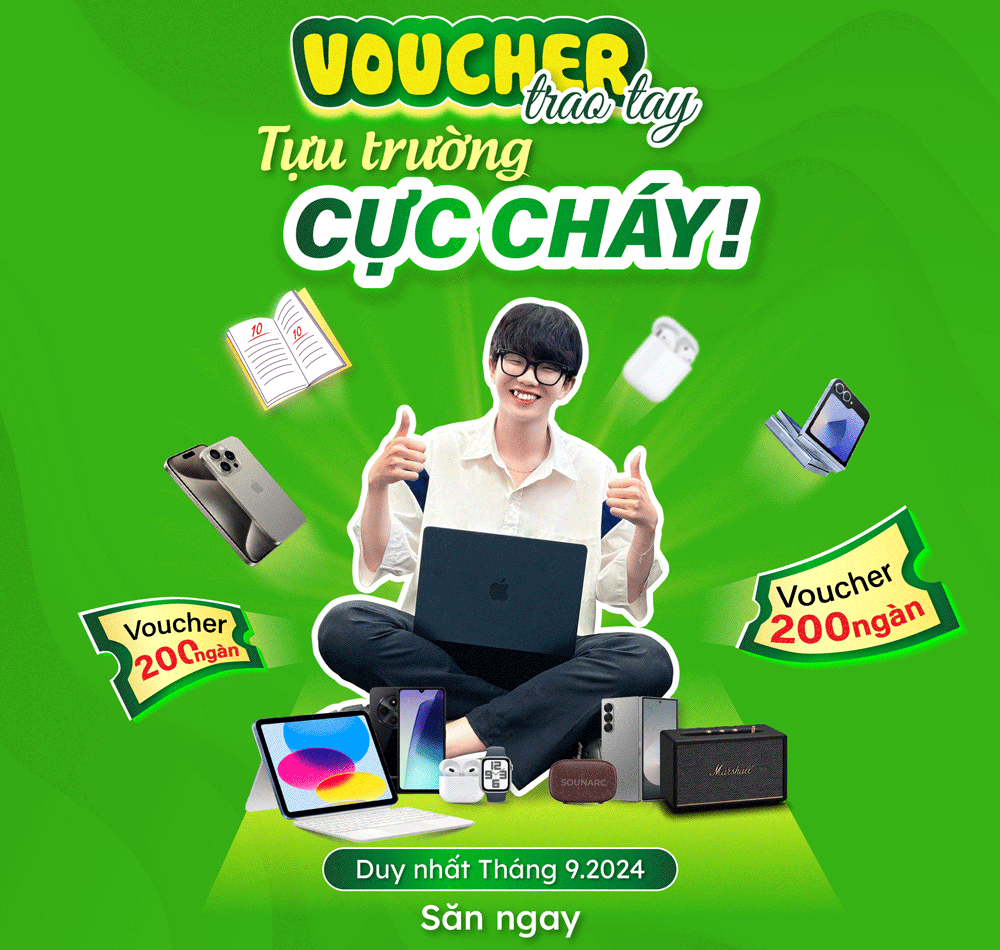 VOUCHER
trao tay
Tựu trường
CỰC CHÁY!
10
10
Voucher
200ngàn
Voucher
200ngàn
SOUNARC
Marshall
Duy nhất Tháng 9.2024
Săn ngay